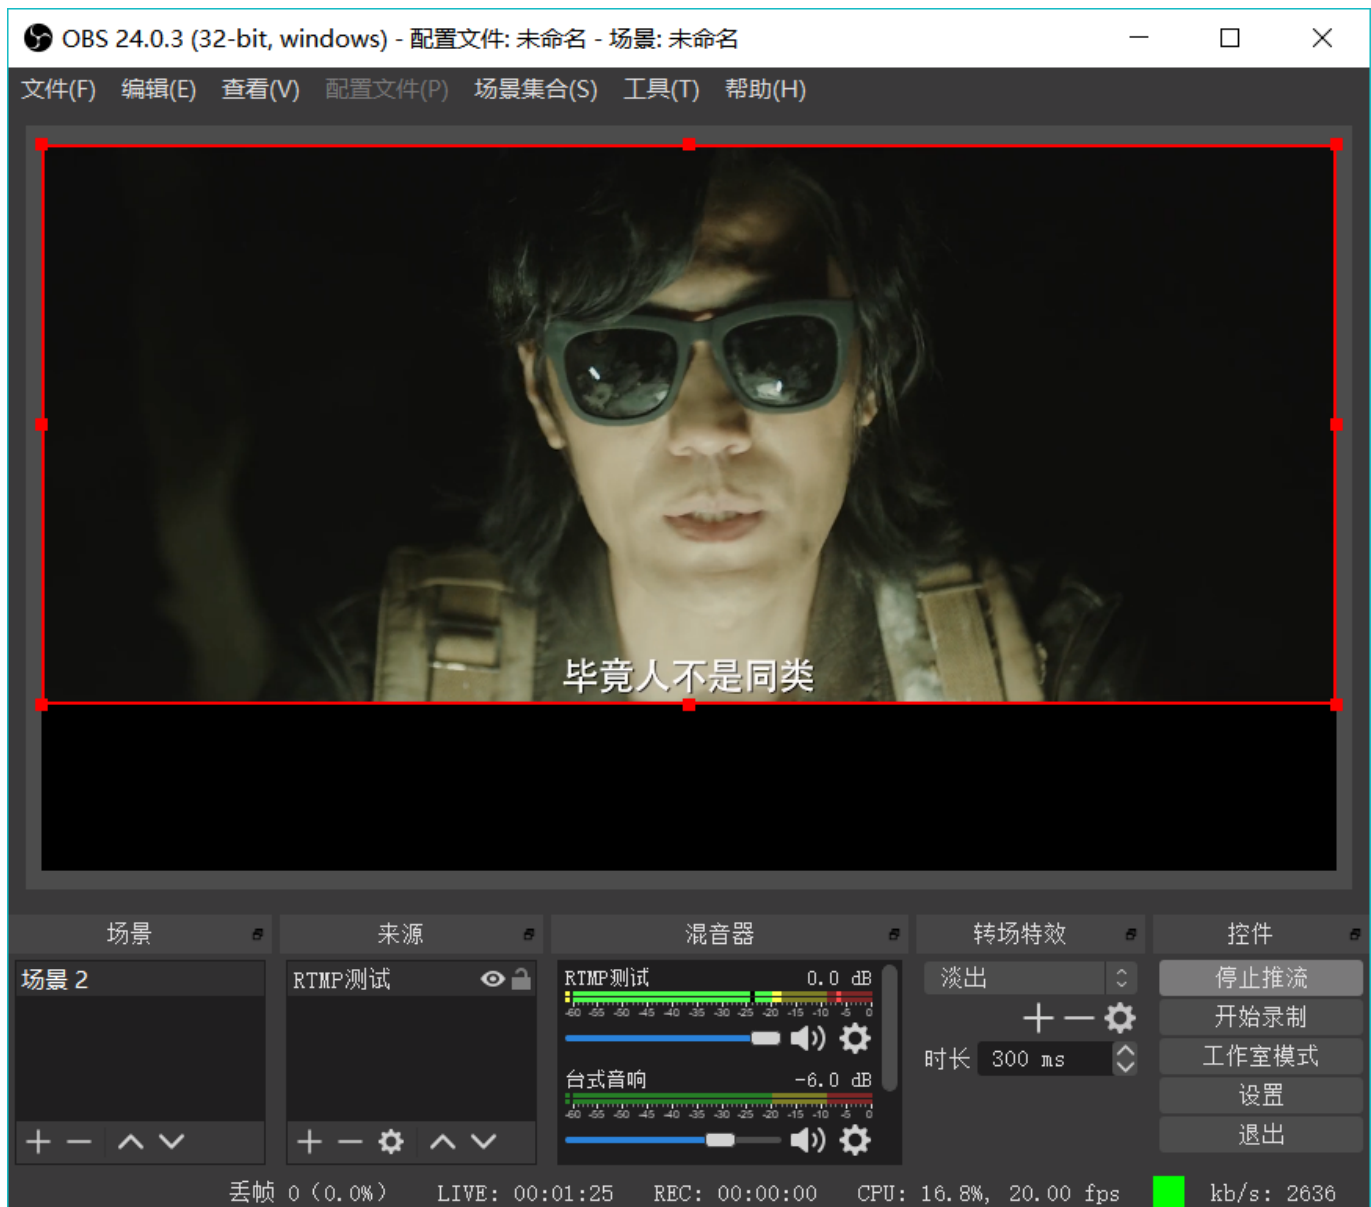 OBS 24.0.3 (32-bit, windows) - 配置文件: 未命名 - 场景: 未命名
文件(F) 编辑(E) 查看(V) 配置文件(P) 场景集合(S) 工具(T) 帮助(H)
毕竟人不是同类
场景 来源 混音器 转场特效 控件
场景 2
RTMP测试
RTMP测试 0.0 dB
-60 -55 -50 -45 -40 -35 -30 -25 -20 -15 -10 -5 0
台式音响 -6.0 dB
-60 -55 -50 -45 -40 -35 -30 -25 -20 -15 -10 -5 0
淡出
时长 300 ms
停止推流
开始录制
工作室模式
设置
退出
丢帧 0 (0.0%) LIVE: 00:01:25 REC: 00:00:00 CPU: 16.8%, 20.00 fps kb/s: 2636